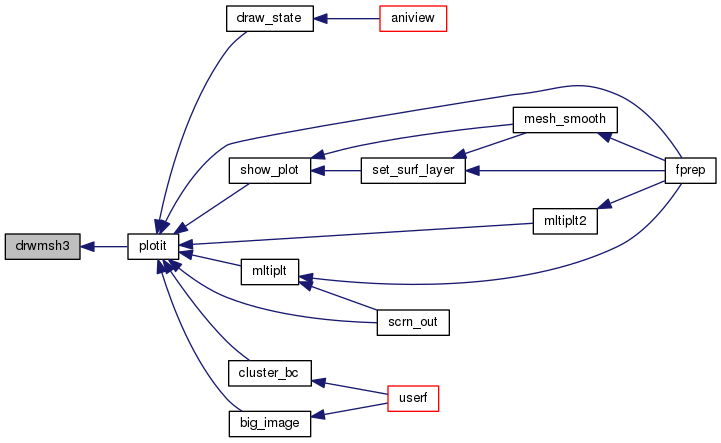 draw_state
aniview
mesh_smooth
show_plot
set_surf_layer
fprep
mltiplt2
drwmsh3
plotit
mltiplt
scrn_out
cluster_bc
userf
big_image